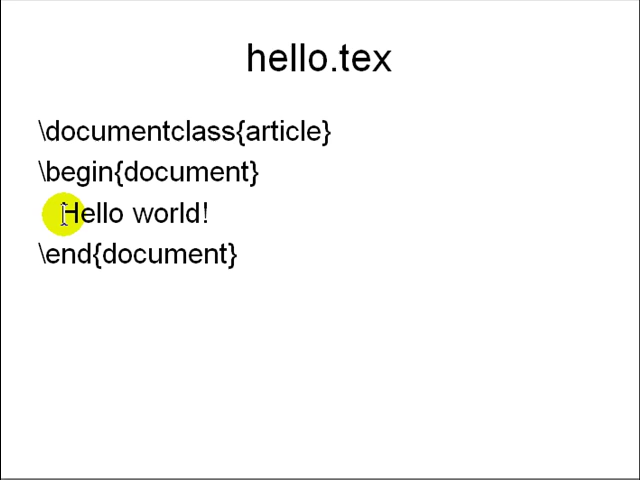 hello.tex
\documentclass{article}
\begin{document}
Hello world!
\end{document}